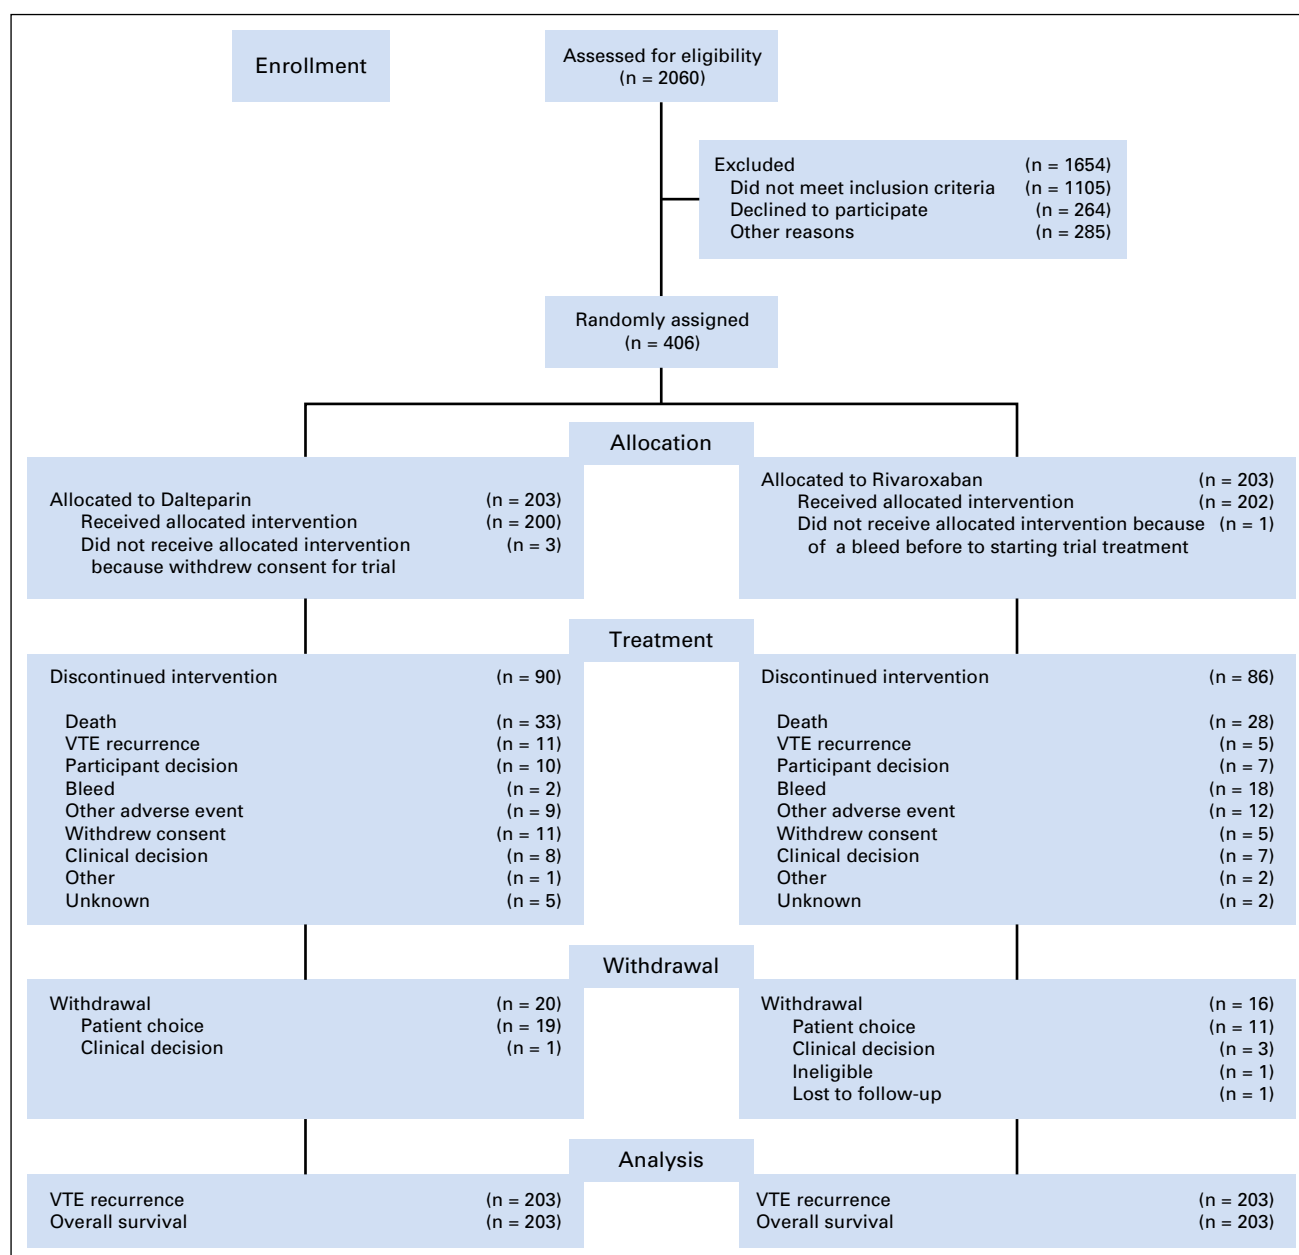 Enrollment
Assessed for eligibility
(n = 2060)
Excluded (n = 1654)
Did not meet inclusion criteria (n = 1105)
Declined to participate (n = 264)
Other reasons (n = 285)
Randomly assigned
(n = 406)
Allocation
Allocated to Dalteparin (n = 203)
Received allocated intervention (n = 200)
Did not receive allocated intervention (n = 3)
because withdrew consent for trial
Allocated to Rivaroxaban (n = 203)
Received allocated intervention (n = 202)
Did not receive allocated intervention because (n = 1)
of a bleed before to starting trial treatment
Treatment
Discontinued intervention (n = 90)
Death (n = 33)
VTE recurrence (n = 11)
Participant decision (n = 10)
Bleed (n = 2)
Other adverse event (n = 9)
Withdrew consent (n = 11)
Clinical decision (n = 8)
Other (n = 1)
Unknown (n = 5)
Discontinued intervention (n = 86)
Death (n = 28)
VTE recurrence (n = 5)
Participant decision (n = 7)
Bleed (n = 18)
Other adverse event (n = 12)
Withdrew consent (n = 5)
Clinical decision (n = 7)
Other (n = 2)
Unknown (n = 2)
Withdrawal
Withdrawal (n = 20)
Patient choice (n = 19)
Clinical decision (n = 1)
Withdrawal (n = 16)
Patient choice (n = 11)
Clinical decision (n = 3)
Ineligible (n = 1)
Lost to follow-up (n = 1)
Analysis
VTE recurrence (n = 203)
Overall survival (n = 203)
VTE recurrence (n = 203)
Overall survival (n = 203)